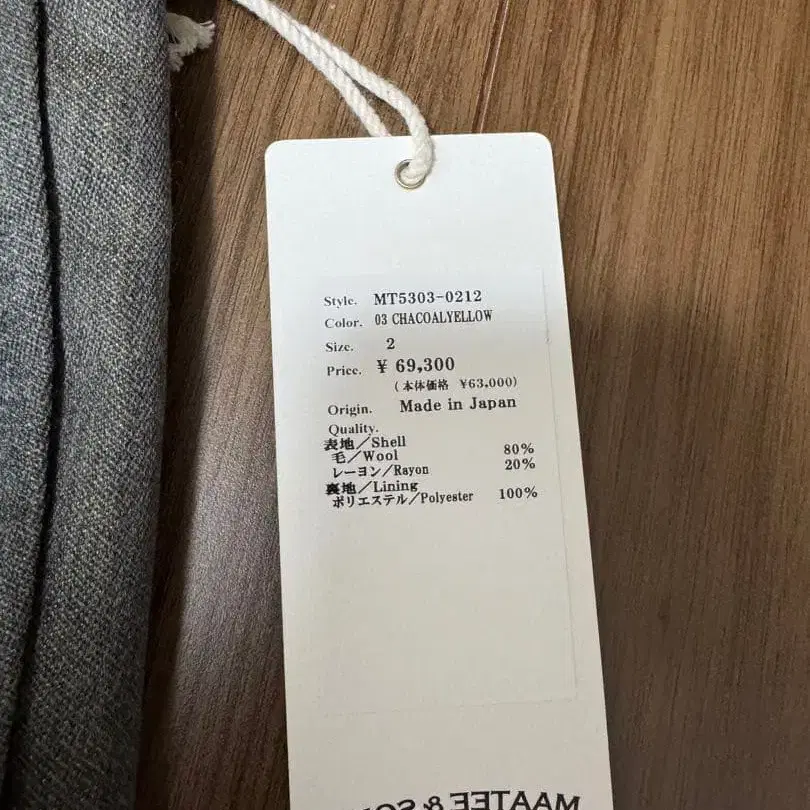 Style. MT5303-0212
Color. 03 CHACOALYELLOW
Size. 2
Price. ¥ 69,300
(本体価格 ¥63,000)
Origin. Made in Japan
Quality.
表地/Shell
毛/Wool 80%
レーヨン/Rayon 20%
裏地/Lining
ポリエステル/Polyester 100%
MAATEE & SO